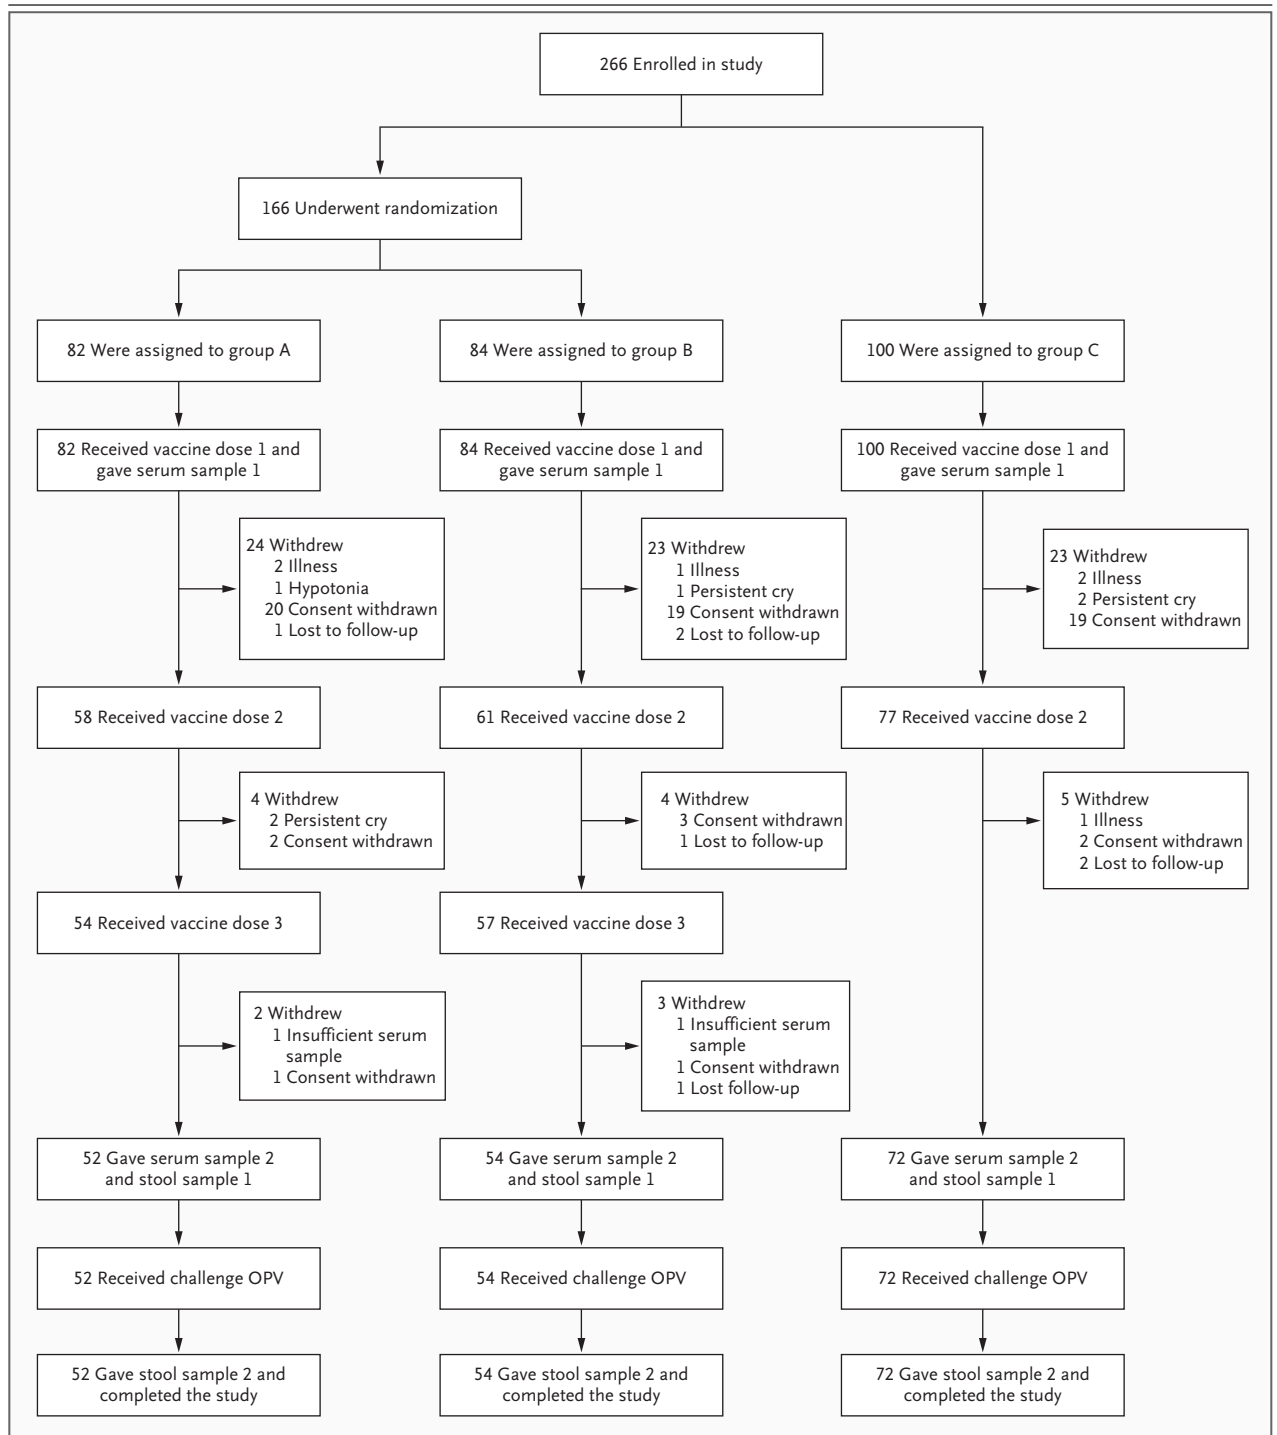 266 Enrolled in study
166 Underwent randomization
82 Were assigned to group A
84 Were assigned to group B
100 Were assigned to group C
82 Received vaccine dose 1 and
gave serum sample 1
84 Received vaccine dose 1 and
gave serum sample 1
100 Received vaccine dose 1 and
gave serum sample 1
24 Withdrew
2 Illness
1 Hypotonia
20 Consent withdrawn
1 Lost to follow-up
23 Withdrew
1 Illness
1 Persistent cry
19 Consent withdrawn
2 Lost to follow-up
23 Withdrew
2 Illness
2 Persistent cry
19 Consent withdrawn
58 Received vaccine dose 2
61 Received vaccine dose 2
77 Received vaccine dose 2
4 Withdrew
2 Persistent cry
2 Consent withdrawn
4 Withdrew
3 Consent withdrawn
1 Lost to follow-up
5 Withdrew
1 Illness
2 Consent withdrawn
2 Lost to follow-up
54 Received vaccine dose 3
57 Received vaccine dose 3
2 Withdrew
1 Insufficient serum
sample
1 Consent withdrawn
3 Withdrew
1 Insufficient serum
sample
1 Consent withdrawn
1 Lost follow-up
52 Gave serum sample 2
and stool sample 1
54 Gave serum sample 2
and stool sample 1
72 Gave serum sample 2
and stool sample 1
52 Received challenge OPV
54 Received challenge OPV
72 Received challenge OPV
52 Gave stool sample 2 and
completed the study
54 Gave stool sample 2 and
completed the study
72 Gave stool sample 2 and
completed the study